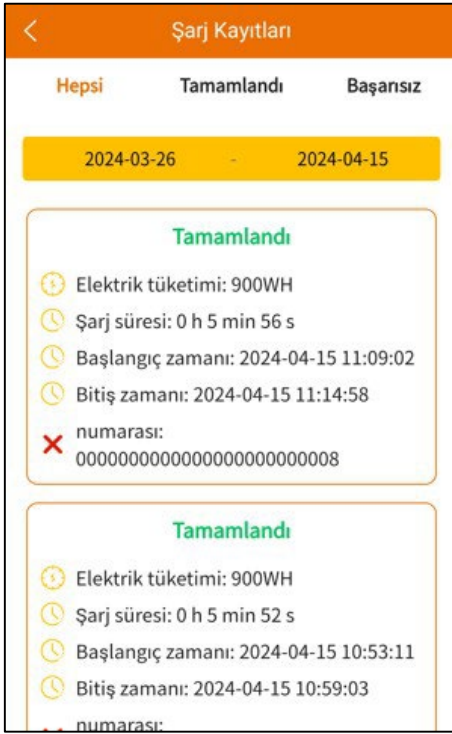 Şarj Kayıtları
Hepsi Tamamlandı Başarısız
2024-03-26 - 2024-04-15
Tamamlandı
Elektrik tüketimi: 900WH
Şarj süresi: 0 h 5 min 56 s
Başlangıç zamanı: 2024-04-15 11:09:02
Bitiş zamanı: 2024-04-15 11:14:58
numarası:
00000000000000000000000008
Tamamlandı
Elektrik tüketimi: 900WH
Şarj süresi: 0 h 5 min 52 s
Başlangıç zamanı: 2024-04-15 10:53:11
Bitiş zamanı: 2024-04-15 10:59:03
numarası: